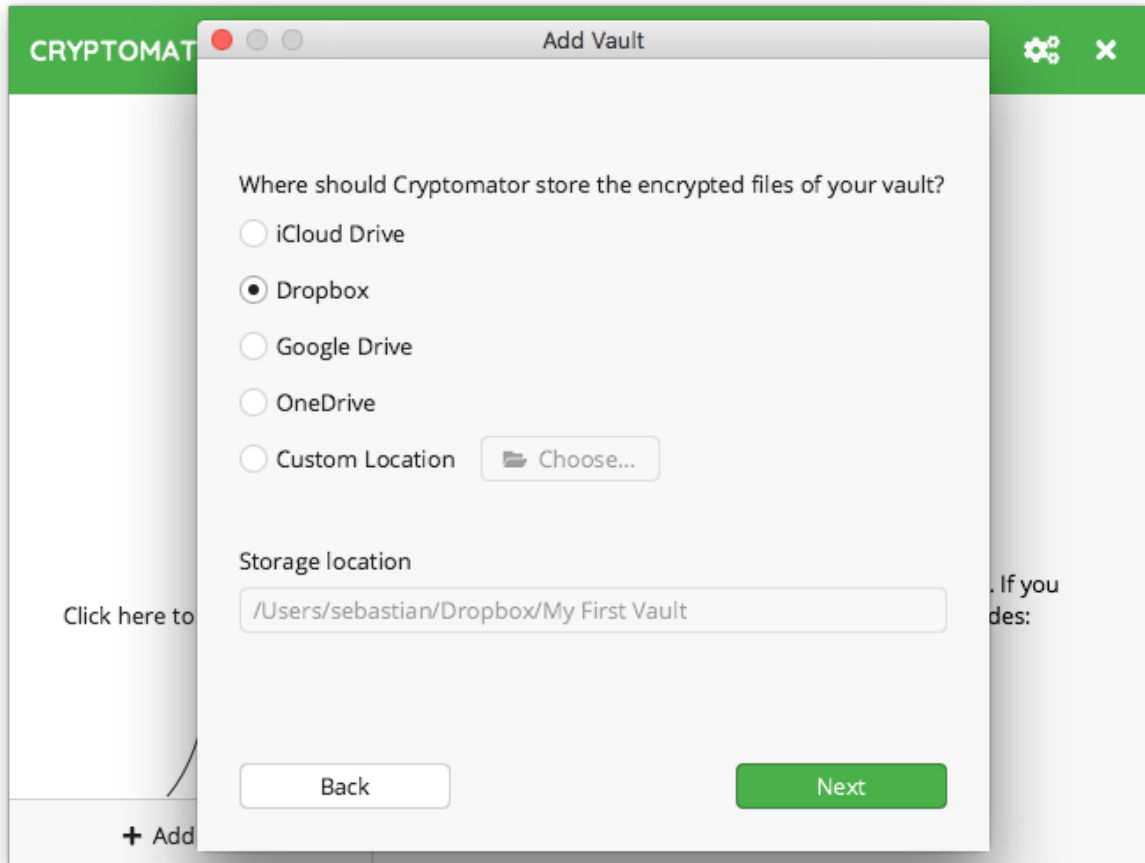 CRYPTOMAT
Add Vault
Where should Cryptomator store the encrypted files of your vault?
iCloud Drive
Dropbox
Google Drive
OneDrive
Custom Location Choose...
Storage location
/Users/sebastian/Dropbox/My First Vault
Click here to
. If you
des:
Back Next
+ Add